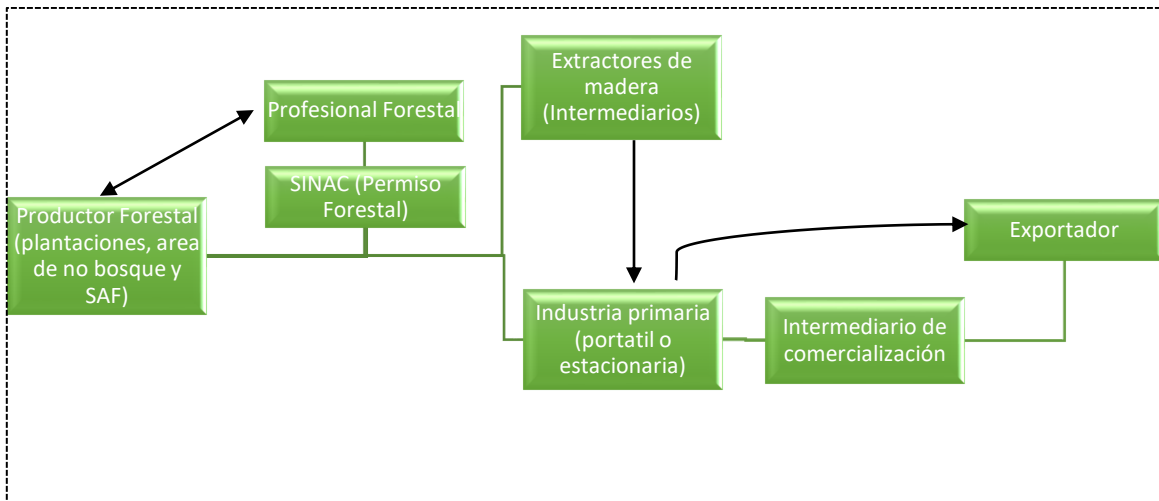 Productor Forestal
(plantaciones, area
de no bosque y
SAF)
Profesional Forestal
SINAC (Permiso
Forestal)
Extractores de
madera
(Intermediarios)
Industria primaria
(portatil o
estacionaria)
Intermediario de
comercialización
Exportador